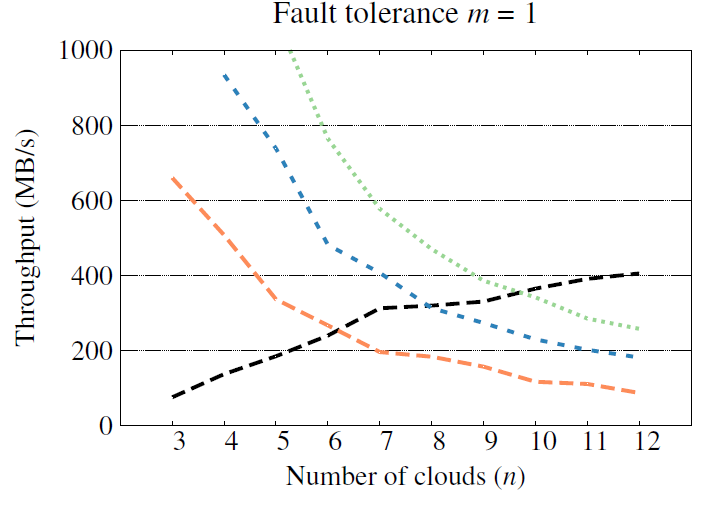 Fault tolerance m = 1
1000
800
600
400
200
0
Throughput (MB/s)
3 4 5 6 7 8 9 10 11 12
Number of clouds (n)